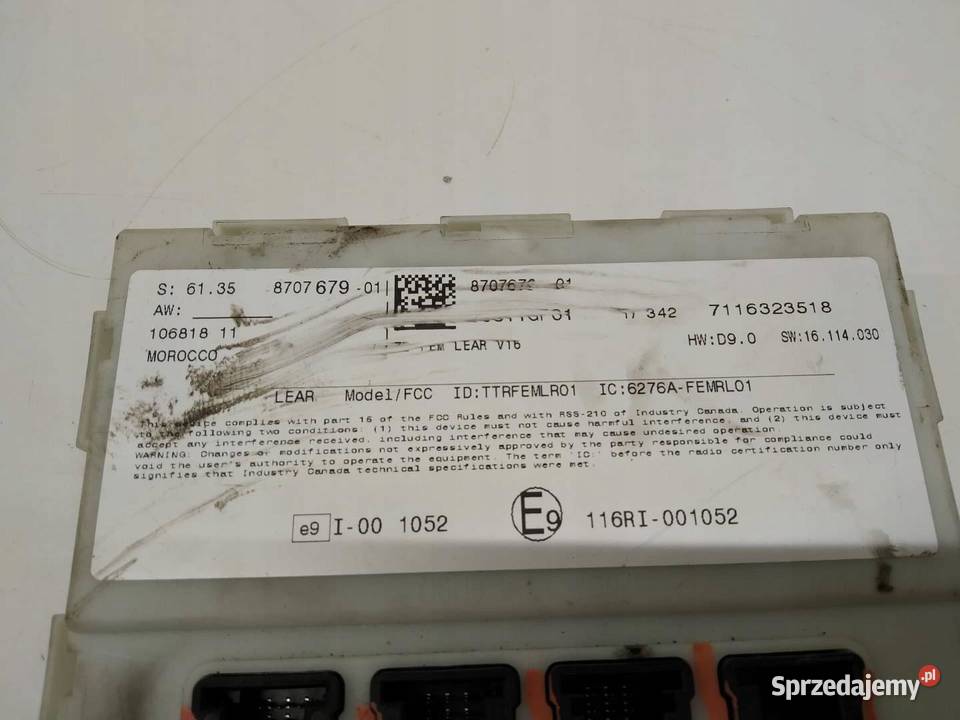 S: 61.35 8707 679 -01 8707679 01
AW:
17 342 7116323518
106818 11
MOROCCO LEAR V16 HW:D9.0 SW:16.114.030
LEAR Model/FCC ID:TTRFEMLR01 IC:6276A-FEMRL01
This device complies with part 16 of the FCC Rules and with RSS-210 of Industry Canada. Operation is subject
to the following two conditions: (1) this device must not cause harmful interference, and (2) this device must
accept any interference received, including interference that may cause undesired operation.
WARNING: Changes or modifications not expressively approved by the party responsible for compliance could
void the user's authority to operate the equipment. The term 'IC:' before the radio certification number only
signifies that Industry Canada technical specifications were met.
e9 I-00 1052 E9 116RI-001052
Sprzedajemy.pl